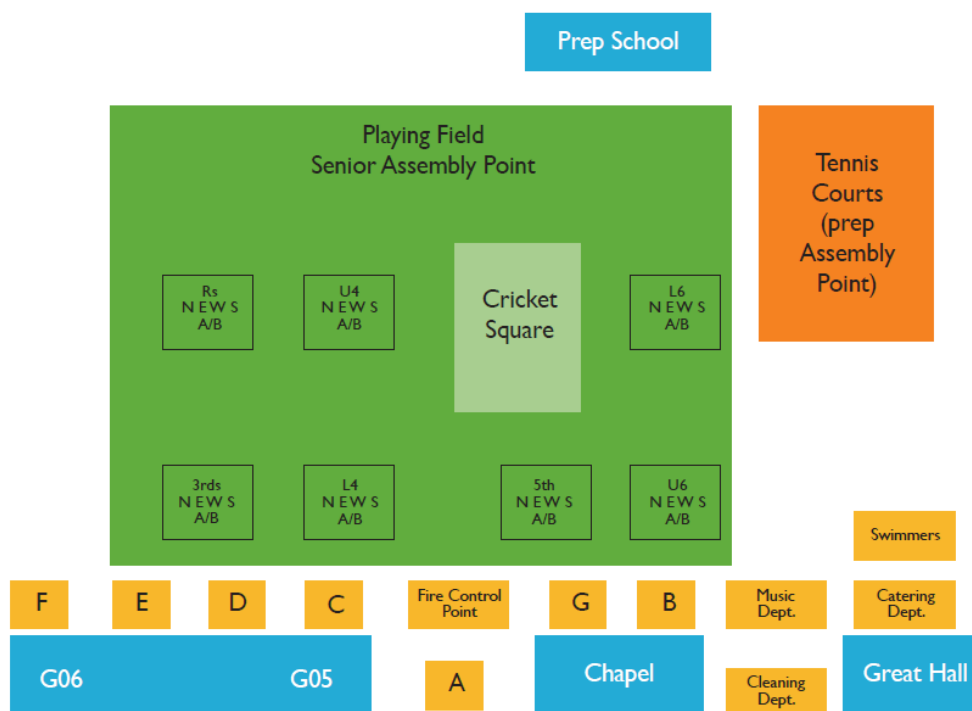 Prep School
Playing Field
Senior Assembly Point
Tennis
Courts
(prep
Assembly
Point)
Rs
N E W S
A/B
U4
N E W S
A/B
Cricket
Square
L6
N E W S
A/B
3rds
N E W S
A/B
L4
N E W S
A/B
5th
N E W S
A/B
U6
N E W S
A/B
Swimmers
F
E
D
C
Fire Control
Point
G
B
Music
Dept.
Catering
Dept.
G06
G05
A
Chapel
Cleaning
Dept.
Great Hall